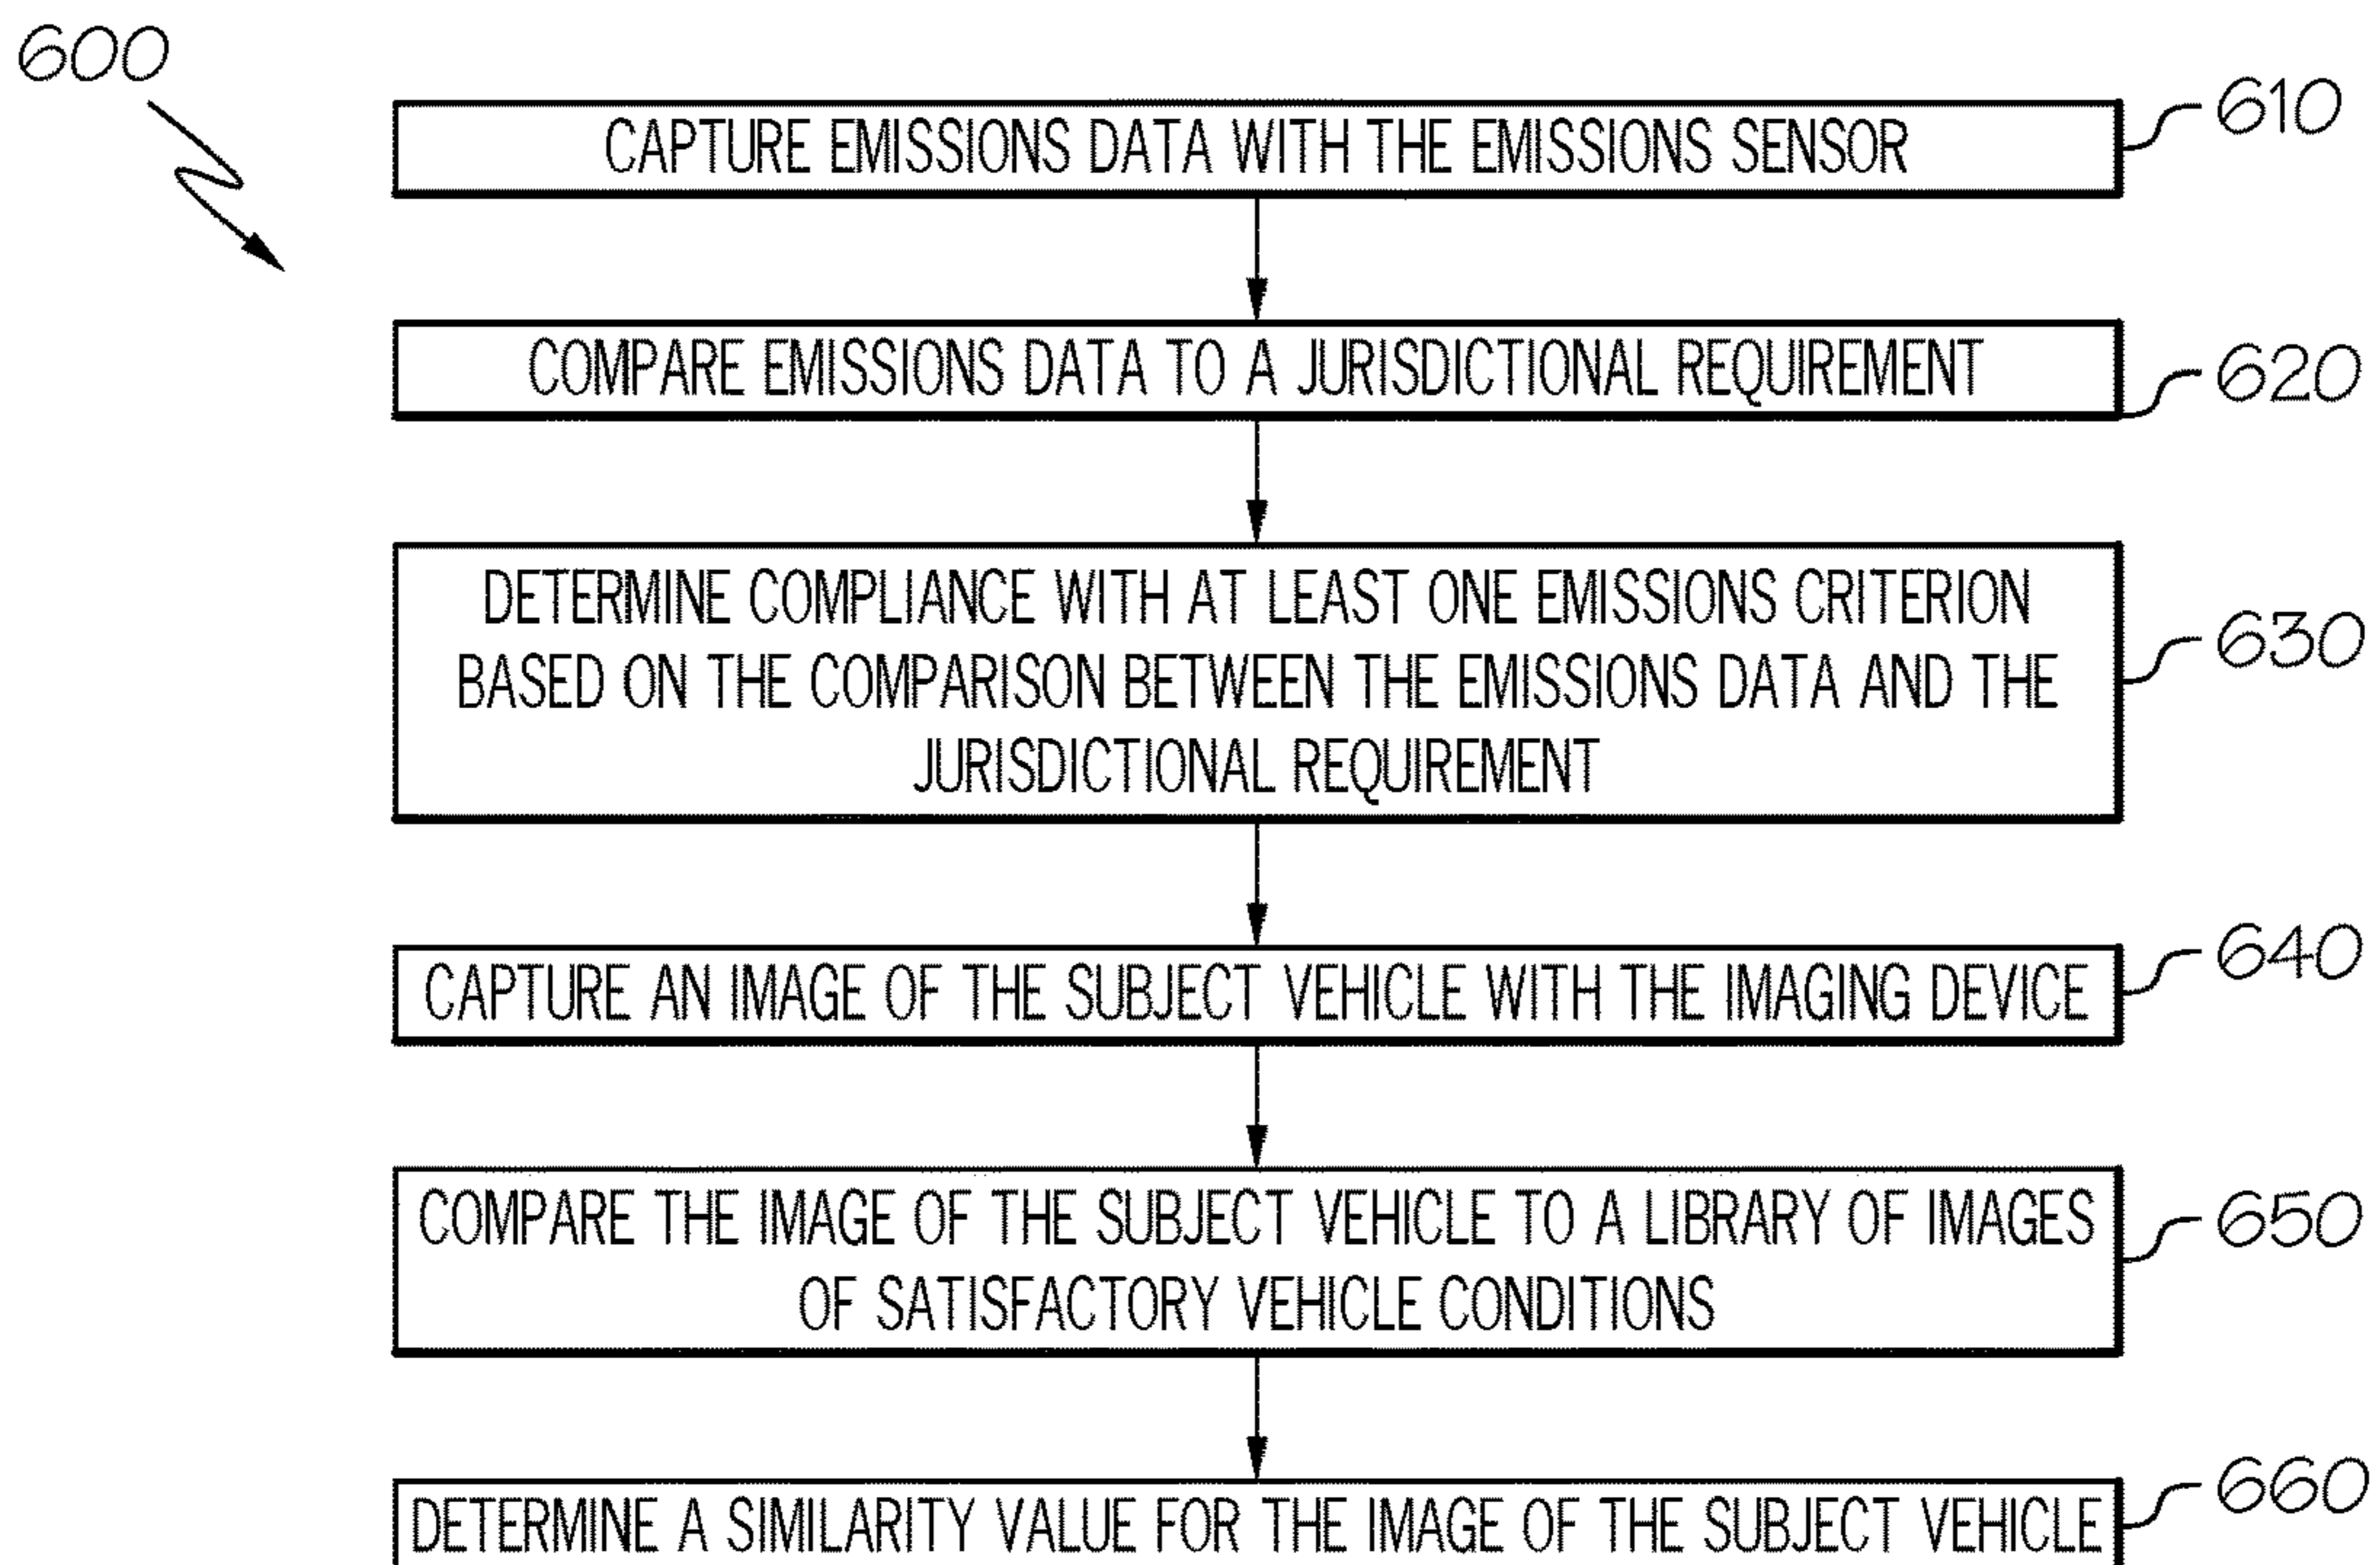 600
CAPTURE EMISSIONS DATA WITH THE EMISSIONS SENSOR
610
COMPARE EMISSIONS DATA TO A JURISDICTIONAL REQUIREMENT
620
DETERMINE COMPLIANCE WITH AT LEAST ONE EMISSIONS CRITERION
BASED ON THE COMPARISON BETWEEN THE EMISSIONS DATA AND THE
JURISDICTIONAL REQUIREMENT
630
CAPTURE AN IMAGE OF THE SUBJECT VEHICLE WITH THE IMAGING DEVICE
640
COMPARE THE IMAGE OF THE SUBJECT VEHICLE TO A LIBRARY OF IMAGES
OF SATISFACTORY VEHICLE CONDITIONS
650
DETERMINE A SIMILARITY VALUE FOR THE IMAGE OF THE SUBJECT VEHICLE
660